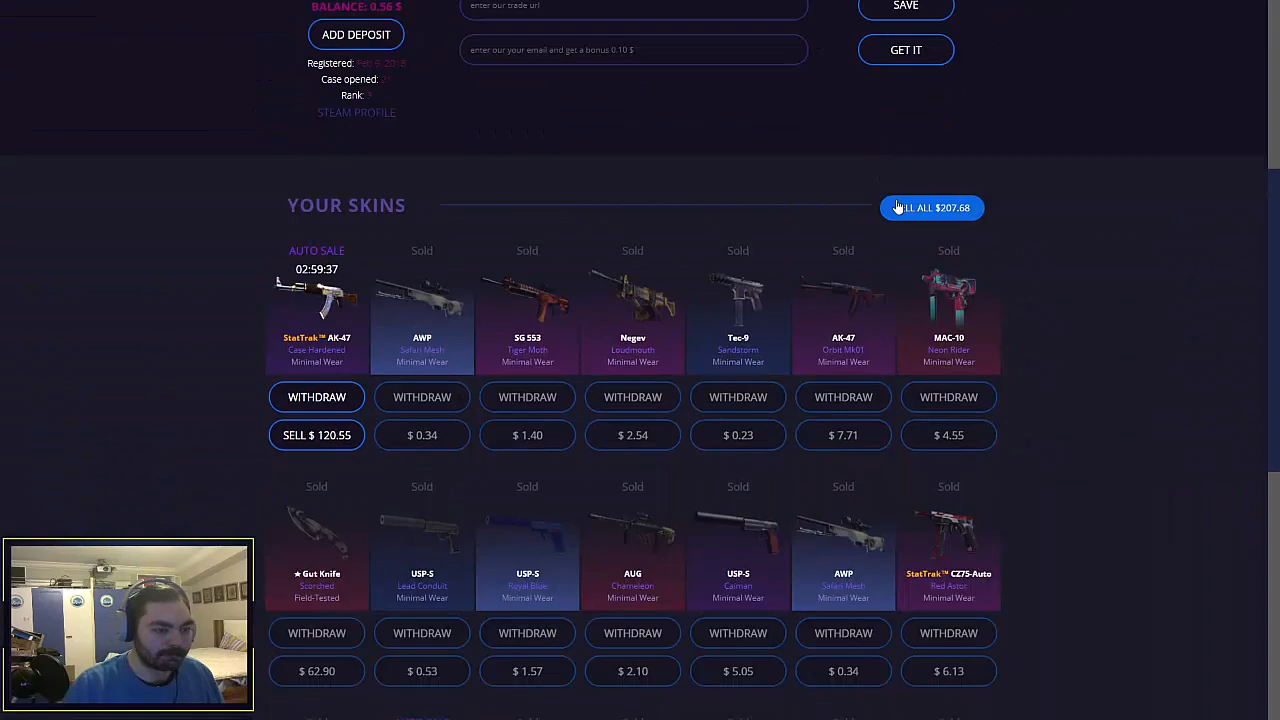 BALANCE: 0.56 $
enter our trade url
SAVE
ADD DEPOSIT
enter our your email and get a bonus 0.10 $
GET IT
Registered: Feb 9, 2018
Case opened:
Rank: 3
STEAM PROFILE
YOUR SKINS
ALL $207.68
AUTO SALE
02:59:37
Sold
Sold
Sold
Sold
Sold
Sold
StatTrak™ AK-47
Case Hardened
Minimal Wear
AWP
Safari Mesh
Minimal Wear
SG 553
Tiger Moth
Minimal Wear
Negev
Loudmouth
Minimal Wear
Tec-9
Sandstorm
Minimal Wear
AK-47
Orbit Mk01
Minimal Wear
MAC-10
Neon Rider
Minimal Wear
WITHDRAW
WITHDRAW
WITHDRAW
WITHDRAW
WITHDRAW
WITHDRAW
WITHDRAW
SELL $ 120.55
$ 0.34
$ 1.40
$ 2.54
$ 0.23
$ 7.71
$ 4.55
Sold
Sold
Sold
Sold
Sold
Sold
Sold
★ Gut Knife
Scorched
Field-Tested
USP-S
Lead Conduit
Minimal Wear
USP-S
Royal Blue
Minimal Wear
AUG
Chameleon
Minimal Wear
USP-S
Caiman
Minimal Wear
AWP
Safari Mesh
Minimal Wear
StatTrak™ CZ75-Auto
Red Astor
Minimal Wear
WITHDRAW
WITHDRAW
WITHDRAW
WITHDRAW
WITHDRAW
WITHDRAW
WITHDRAW
$ 62.90
$ 0.53
$ 1.57
$ 2.10
$ 5.05
$ 0.34
$ 6.13